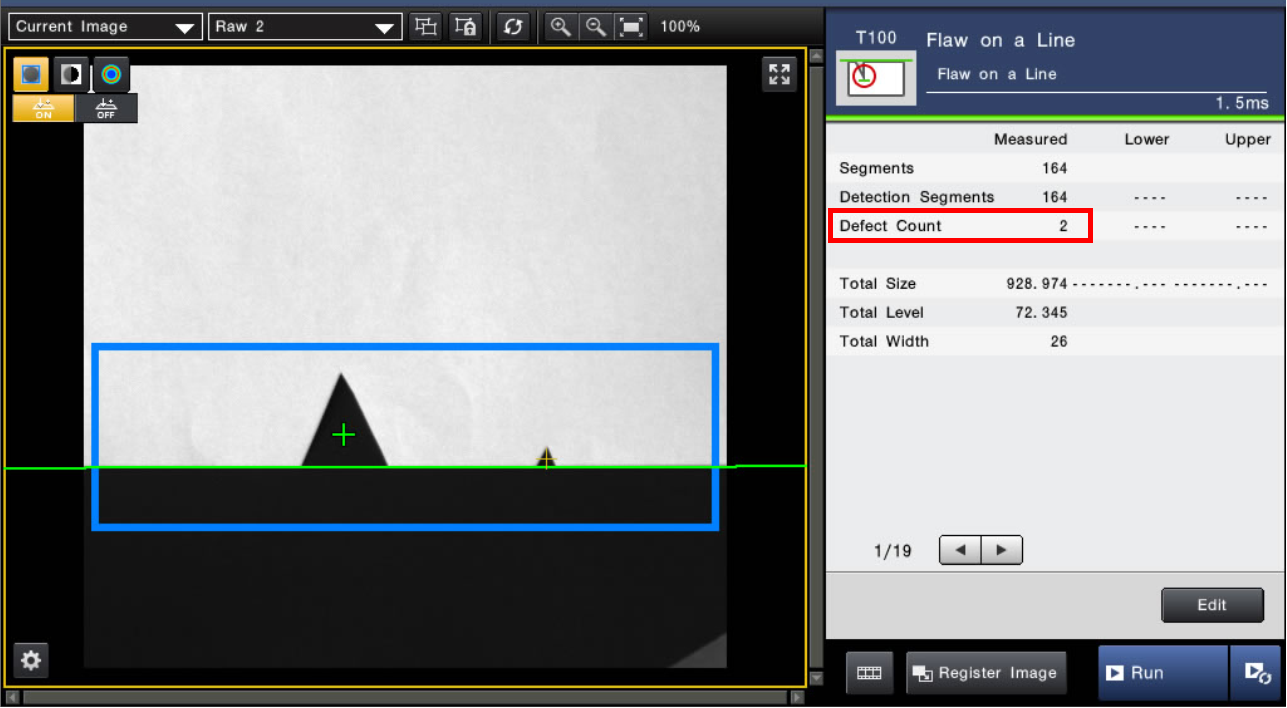 Current Image
Raw 2
100%
ON
OFF
T100
Flaw on a Line
Flaw on a Line
1.5ms
Measured Lower Upper
Segments 164
Detection Segments 164 ---- ----
Defect Count 2 ---- ----
Total Size 928.974 -------.--- -------.---
Total Level 72.345
Total Width 26
1/19
Edit
Register Image
Run